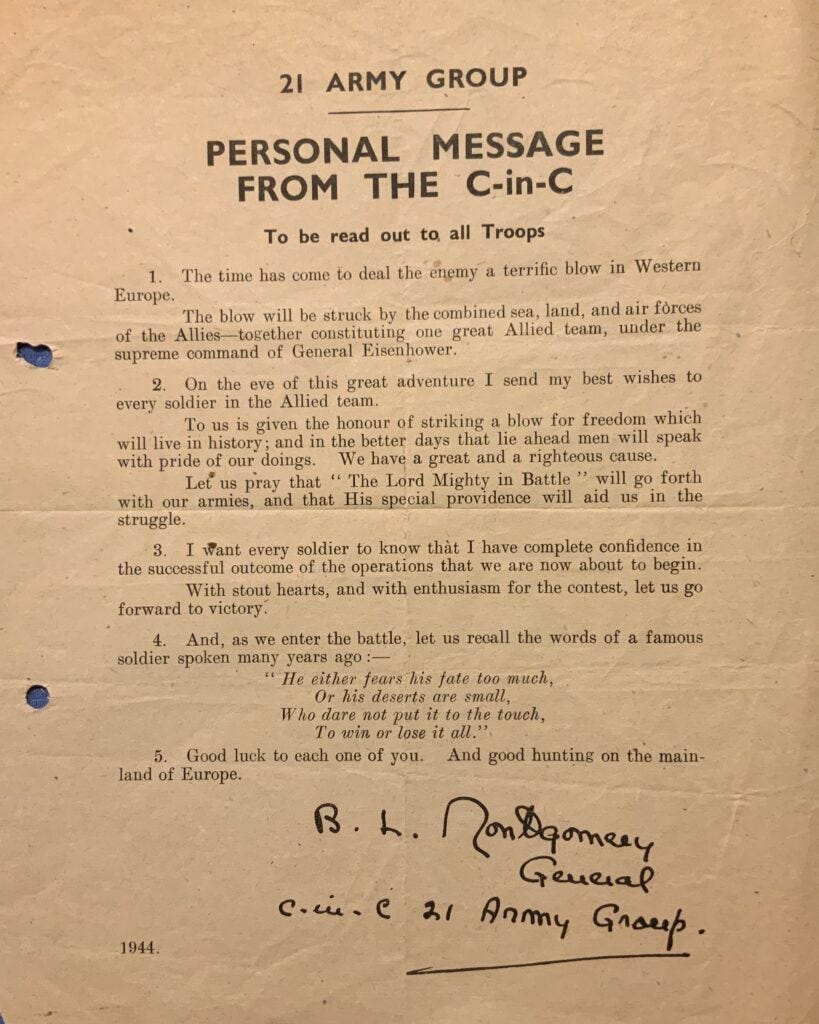 21 ARMY GROUP
PERSONAL MESSAGE
FROM THE C-in-C
To be read out to all Troops
1. The time has come to deal the enemy a terrific blow in Western
Europe.
The blow will be struck by the combined sea, land, and air forces
of the Allies—together constituting one great Allied team, under the
supreme command of General Eisenhower.
2. On the eve of this great adventure I send my best wishes to
every soldier in the Allied team.
To us is given the honour of striking a blow for freedom which
will live in history; and in the better days that lie ahead men will speak
with pride of our doings. We have a great and a righteous cause.
Let us pray that “ The Lord Mighty in Battle ” will go forth
with our armies, and that His special providence will aid us in the
struggle.
3. I want every soldier to know that I have complete confidence in
the successful outcome of the operations that we are now about to begin.
With stout hearts, and with enthusiasm for the contest, let us go
forward to victory.
4. And, as we enter the battle, let us recall the words of a famous
soldier spoken many years ago :—
“ He either fears his fate too much,
Or his deserts are small,
Who dare not put it to the touch,
To win or lose it all.”
5. Good luck to each one of you. And good hunting on the main-
land of Europe.
B. L. Montgomery
General
C-in-C 21 Army Group.
1944.